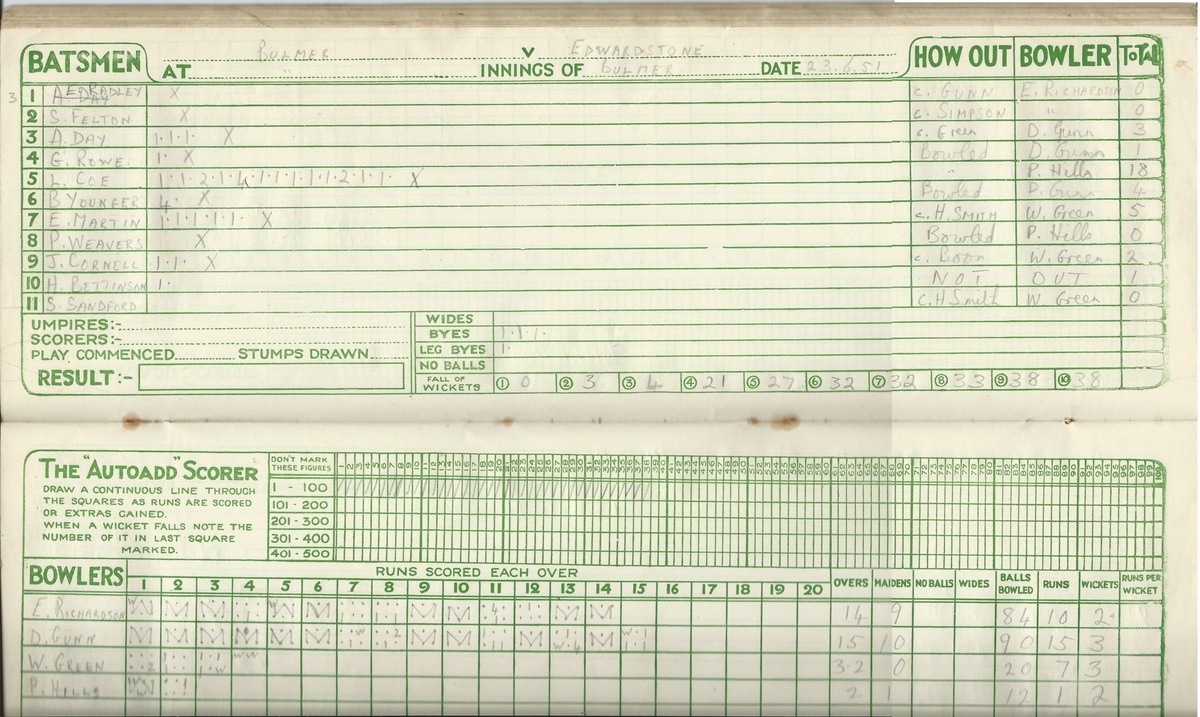 BATSMEN AT BULMER V EDWARDSTONE INNINGS OF BULMER DATE 23.6.51 HOW OUT BOWLER TOTAL
3 1 E. BRADLEY X c. GUNN E. RICHARDSON 0
2 S. FELTON X c. SIMPSON " 0
3 A. DAY 1·1·1· X c. Green D. Gunn 3
4 G. ROWE 1· X Bowled D. Gunn 1
5 L. COE 1·1·2·1·4·1·1·1·1·1·2·1·1· X " P. Hills 18
6 B YOUNGER 4· X Bowled D. Gunn 4
7 E. MARTIN 1·1·1·1·1· X c. H. SMITH W. Green 5
8 P. WEAVERS X Bowled P. Hills 0
9 J. CORNELL 1·1· X c. Boon W. Green 2
10 H. BETTINSON 1· NOT OUT 1
11 S. SANDFORD C. H Smith W Green 0
UMPIRES:- WIDES
SCORERS:- BYES 1·1·1·
PLAY COMMENCED STUMPS DRAWN LEG BYES 1·
NO BALLS
RESULT:- FALL OF WICKETS 1 0 2 3 3 4 4 21 5 27 6 32 7 32 8 33 9 38 10 38
THE "AUTOADD" SCORER
DRAW A CONTINUOUS LINE THROUGH
THE SQUARES AS RUNS ARE SCORED
OR EXTRAS GAINED.
WHEN A WICKET FALLS NOTE THE
NUMBER OF IT IN LAST SQUARE
MARKED.
DON'T MARK THESE FIGURES
1 - 100
101 - 200
201 - 300
301 - 400
401 - 500
BOWLERS RUNS SCORED EACH OVER OVERS MAIDENS NO BALLS WIDES BALLS BOWLED RUNS WICKETS RUNS PER WICKET
1 2 3 4 5 6 7 8 9 10 11 12 13 14 15 16 17 18 19 20
E. RICHARDSON 14 9 84 10 2
D. GUNN 15 10 90 15 3
W. GREEN 3·2 0 20 7 3
P. HILLS 2 1 12 1 2